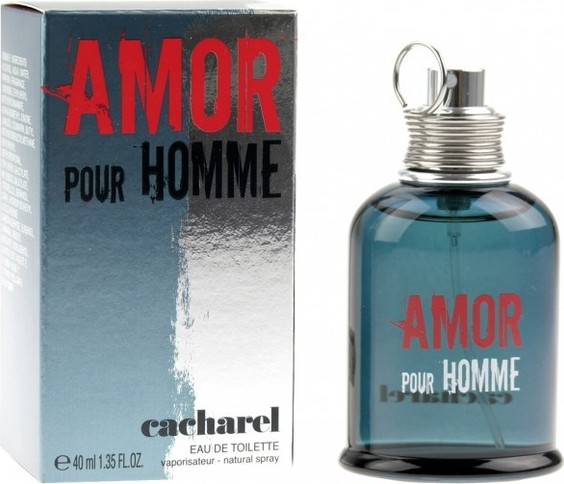 AMOR
POUR HOMME
cacharel
EAU DE TOILETTE
vaporisateur - natural spray
e 40 ml 1.35 FL.OZ.
AMOR
POUR HOMME
cacharel